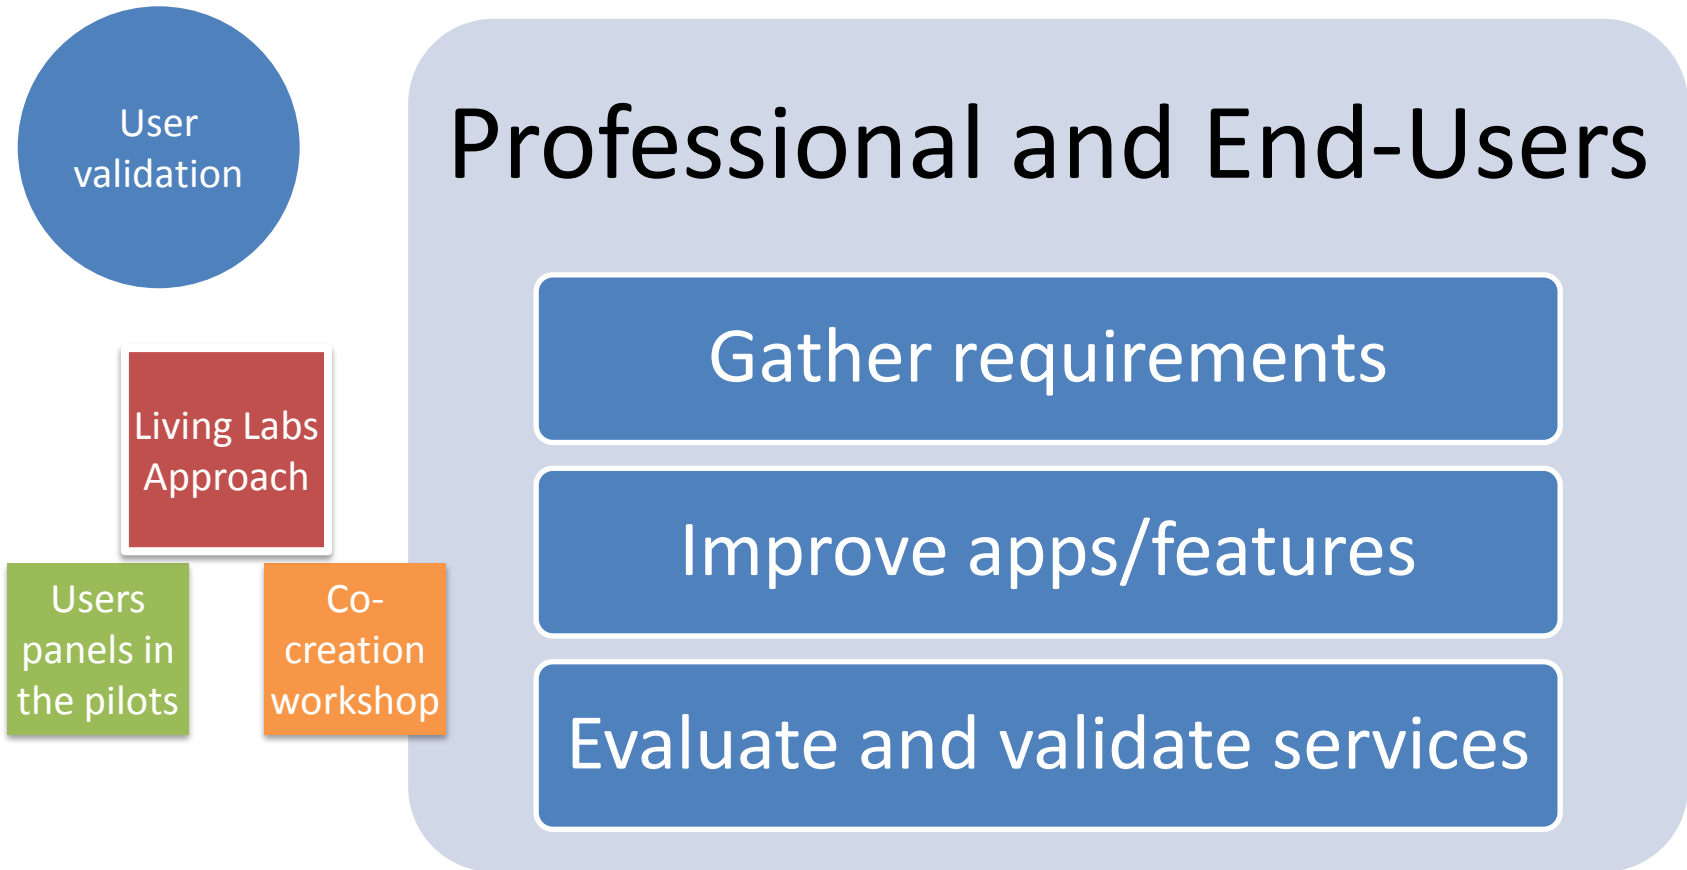 User
validation
Living Labs
Approach
Users
panels in
the pilots
Co-
creation
workshop
Professional and End-Users
Gather requirements
Improve apps/features
Evaluate and validate services